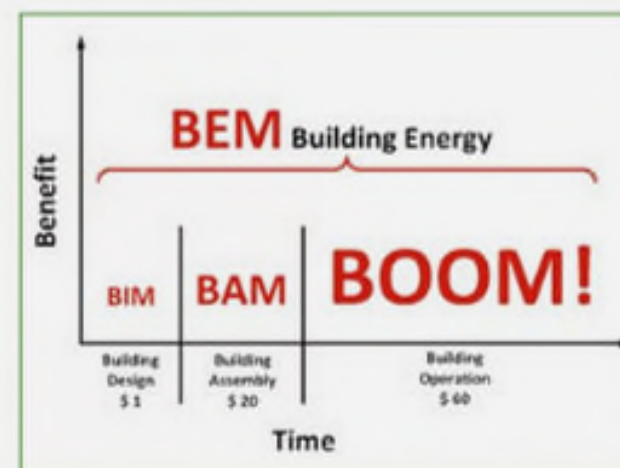 BEM Building Energy
Benefit
BIM
BAM
BOOM!
Building
Design
$ 1
Building
Assembly
$ 20
Building
Operation
$ 60
Time